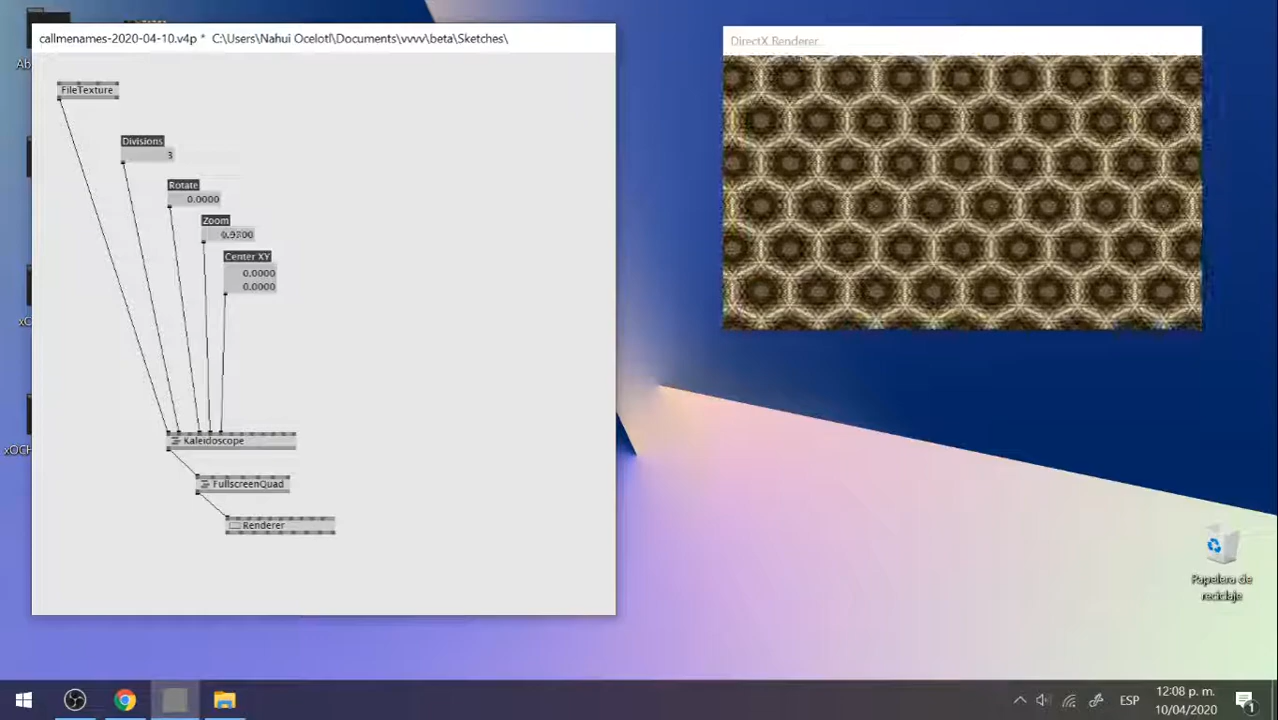 callmenames-2020-04-10.v4p * C:\Users\Nahui Ocelotl\Documents\vvvv\beta\Sketches\
DirectX Renderer
FileTexture
Divisions
3
Rotate
0.0000
Zoom
Center XY
0.0000
0.0000
Kaleidoscope
FullscreenQuad
Renderer
Papelera de
reciclaje
ESP
12:08 p. m.
10/04/2020
1